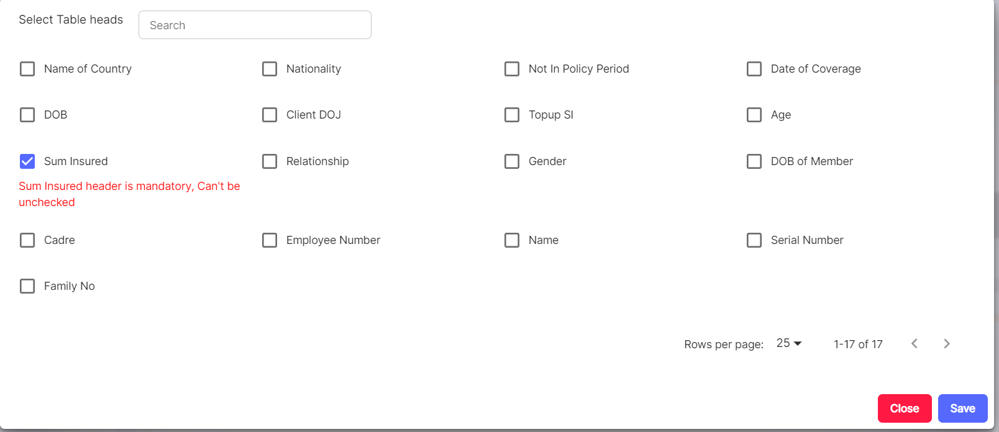 Select Table heads
Search
Name of Country
Nationality
Not In Policy Period
Date of Coverage
DOB
Client DOJ
Topup SI
Age
Sum Insured
Relationship
Gender
DOB of Member
Sum Insured header is mandatory, Can't be
unchecked
Cadre
Employee Number
Name
Serial Number
Family No
Rows per page: 25 1-17 of 17
Close
Save